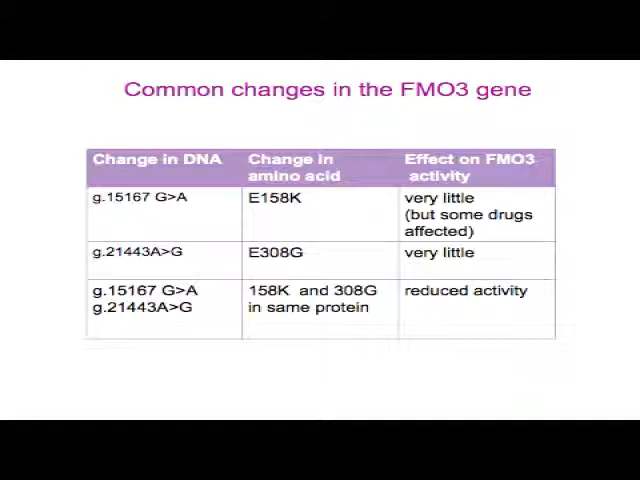 Common changes in the FMO3 gene
Change in DNA
Change in
amino acid
Effect on FMO3
activity
g.15167 G>A
E158K
very little
(but some drugs
affected)
g.21443A>G
E308G
very little
g.15167 G>A
g.21443A>G
158K and 308G
in same protein
reduced activity